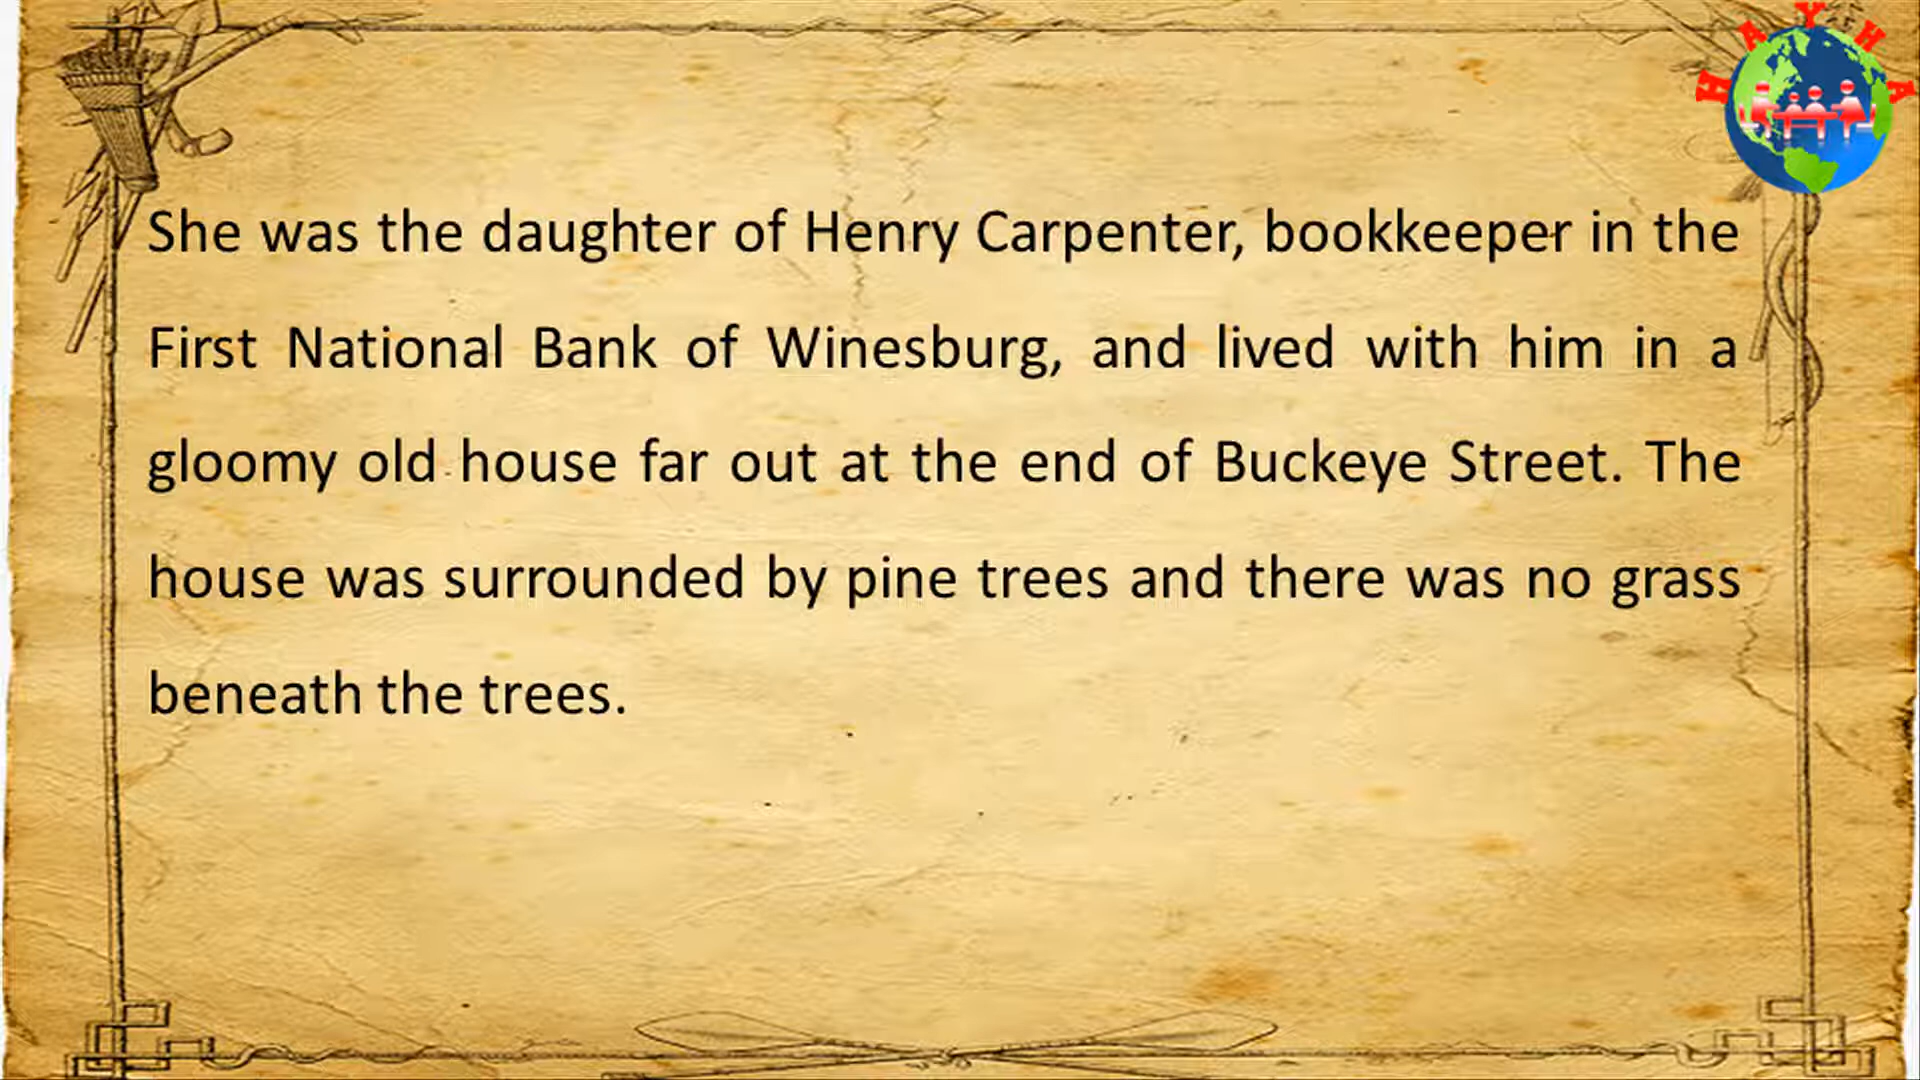 HAYHA
She was the daughter of Henry Carpenter, bookkeeper in the
First National Bank of Winesburg, and lived with him in a
gloomy old house far out at the end of Buckeye Street. The
house was surrounded by pine trees and there was no grass
beneath the trees.